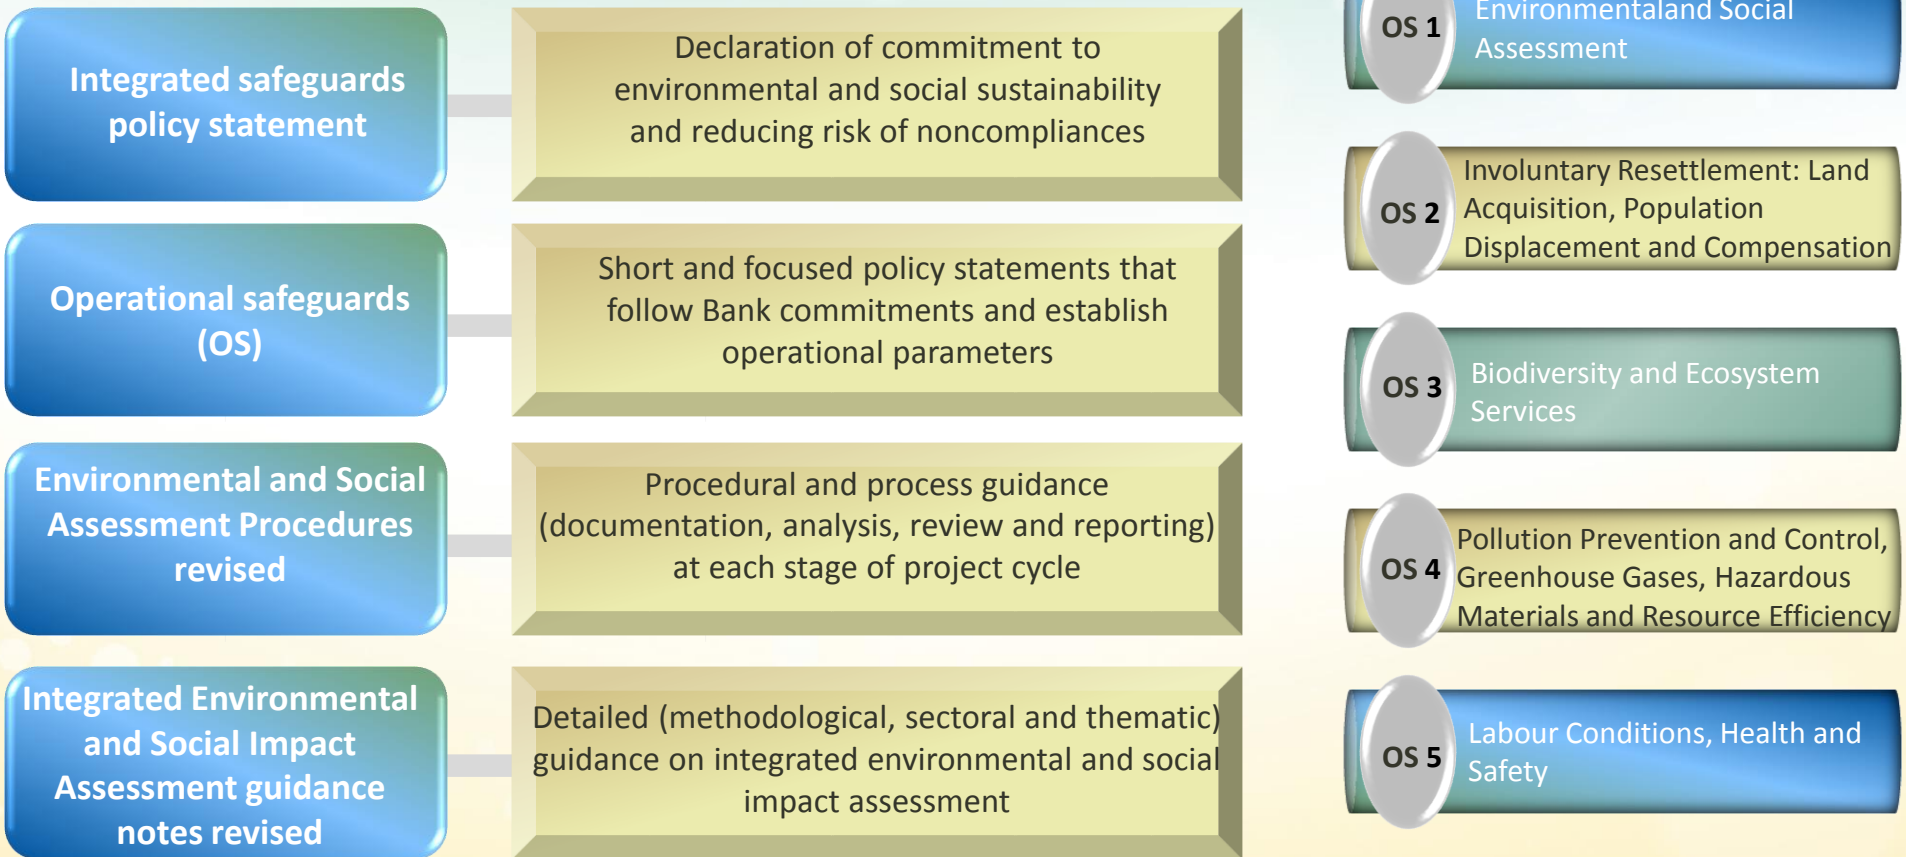 Integrated safeguards
policy statement
Declaration of commitment to
environmental and social sustainability
and reducing risk of noncompliances
Operational safeguards
(OS)
Short and focused policy statements that
follow Bank commitments and establish
operational parameters
Environmental and Social
Assessment Procedures
revised
Procedural and process guidance
(documentation, analysis, review and reporting)
at each stage of project cycle
Integrated Environmental
and Social Impact
Assessment guidance
notes revised
Detailed (methodological, sectoral and thematic)
guidance on integrated environmental and social
impact assessment
OS 1
Environmentaland Social
Assessment
OS 2
Involuntary Resettlement: Land
Acquisition, Population
Displacement and Compensation
OS 3
Biodiversity and Ecosystem
Services
OS 4
Pollution Prevention and Control,
Greenhouse Gases, Hazardous
Materials and Resource Efficiency
OS 5
Labour Conditions, Health and
Safety